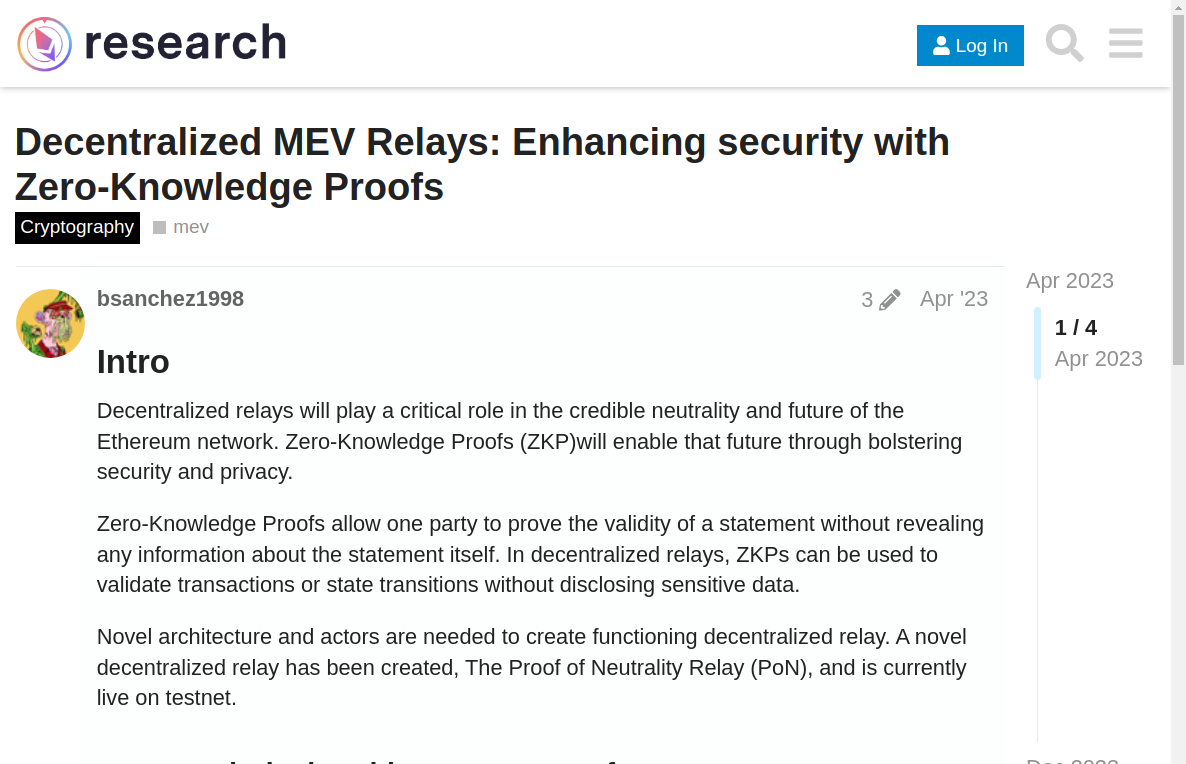 research
Log In
Decentralized MEV Relays: Enhancing security with
Zero-Knowledge Proofs
Cryptography
mev
Apr 2023
bsanchez1998
3
Apr '23
1 / 4
Apr 2023
Intro
Decentralized relays will play a critical role in the credible neutrality and future of the
Ethereum network. Zero-Knowledge Proofs (ZKP)will enable that future through bolstering
security and privacy.
Zero-Knowledge Proofs allow one party to prove the validity of a statement without revealing
any information about the statement itself. In decentralized relays, ZKPs can be used to
validate transactions or state transitions without disclosing sensitive data.
Novel architecture and actors are needed to create functioning decentralized relay. A novel
decentralized relay has been created, The Proof of Neutrality Relay (PoN), and is currently
live on testnet.